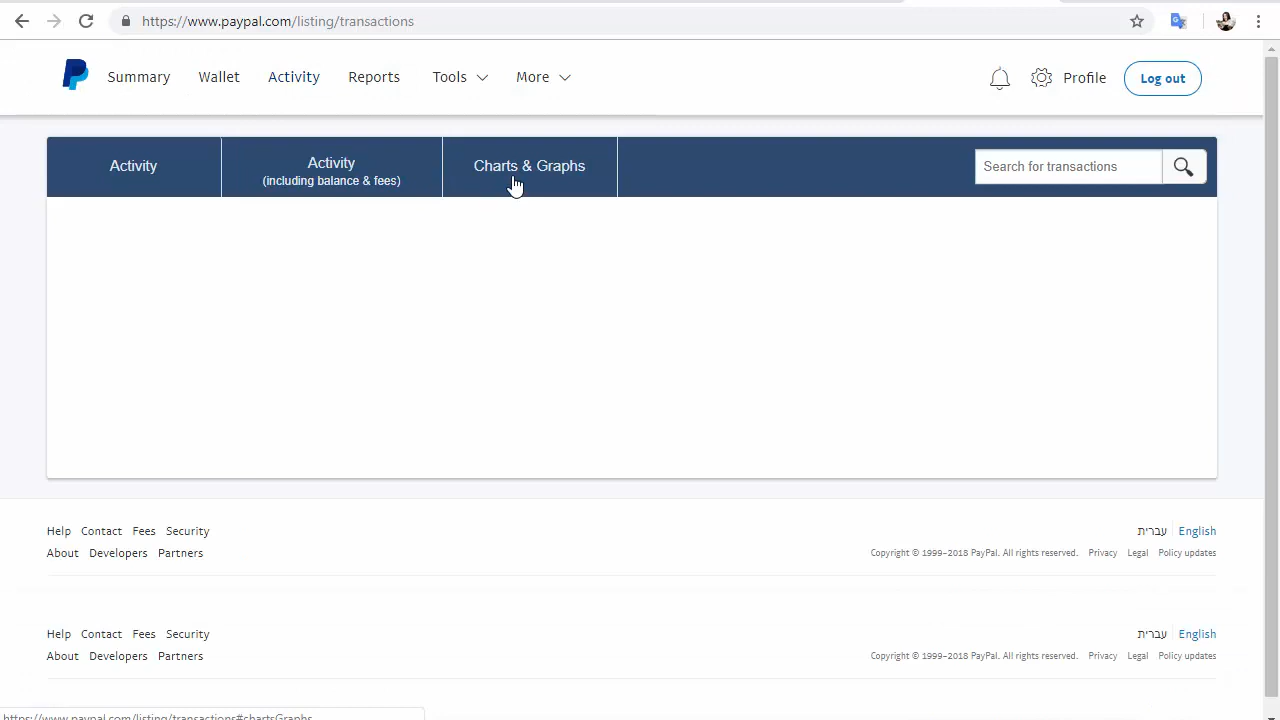 https://www.paypal.com/listing/transactions
Summary Wallet Activity Reports Tools More Profile Log out
Activity
Activity
(including balance & fees)
Charts & Graphs
Search for transactions
Help Contact Fees Security
עברית English
About Developers Partners
Copyright © 1999-2018 PayPal. All rights reserved. Privacy Legal Policy updates
Help Contact Fees Security
עברית English
About Developers Partners
Copyright © 1999-2018 PayPal. All rights reserved. Privacy Legal Policy updates
https://www.paypal.com/listing/transactions#chartsGraphs